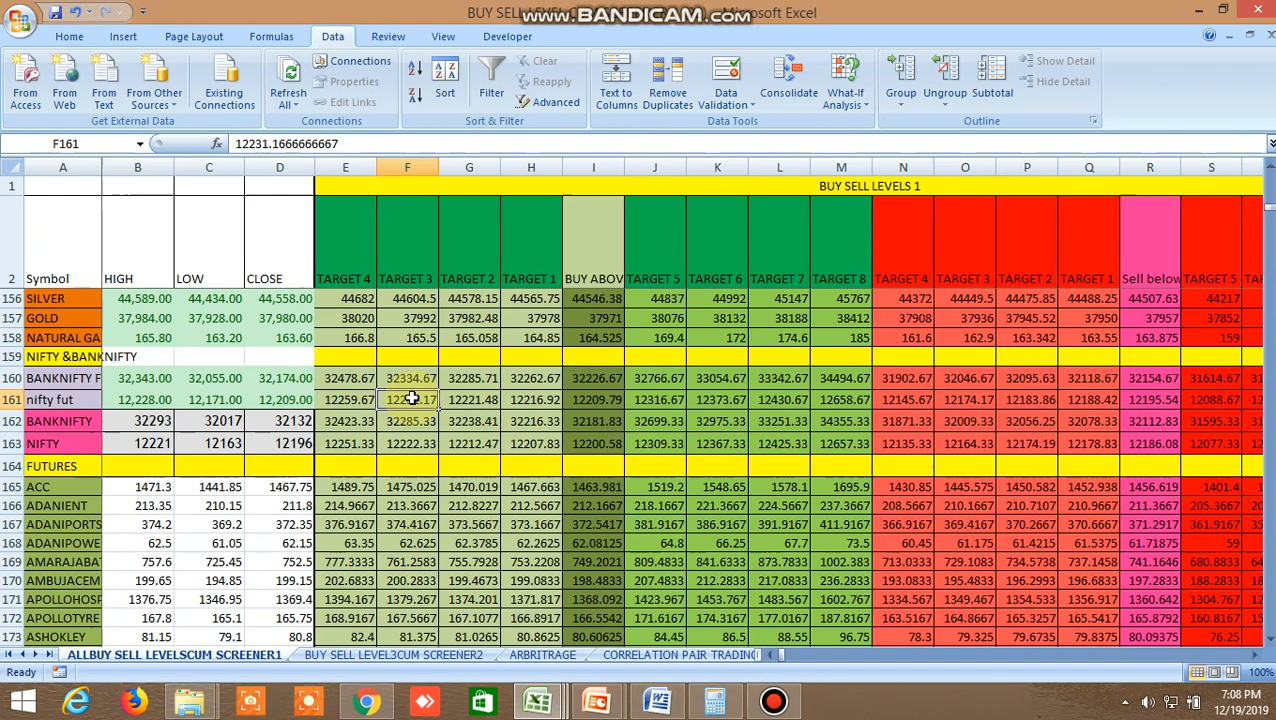 BUY SELL LEVEL
www.BANDICAM.com
Microsoft Excel
Home Insert Page Layout Formulas Data Review View Developer
From Access
From Web
From Text
From Other Sources
Existing Connections
Get External Data
Refresh All
Connections
Properties
Edit Links
Connections
Sort
Filter
Clear
Reapply
Advanced
Sort & Filter
Text to Columns
Remove Duplicates
Data Validation
Consolidate
What-If Analysis
Data Tools
Group
Ungroup
Subtotal
Show Detail
Hide Detail
Outline
F161 fx 12231.1666666667
A B C D E F G H I J K L M N O P Q R S
1 BUY SELL LEVELS 1
2 Symbol HIGH LOW CLOSE TARGET 4 TARGET 3 TARGET 2 TARGET 1 BUY ABOV TARGET 5 TARGET 6 TARGET 7 TARGET 8 TARGET 4 TARGET 3 TARGET 2 TARGET 1 Sell below TARGET 5
156 SILVER 44,589.00 44,434.00 44,558.00 44682 44604.5 44578.15 44565.75 44546.38 44837 44992 45147 45767 44372 44449.5 44475.85 44488.25 44507.63 44217
157 GOLD 37,984.00 37,928.00 37,980.00 38020 37992 37982.48 37978 37971 38076 38132 38188 38412 37908 37936 37945.52 37950 37957 37852
158 NATURAL GA 165.80 163.20 163.60 166.8 165.5 165.058 164.85 164.525 169.4 172 174.6 185 161.6 162.9 163.342 163.55 163.875 159
159 NIFTY &BANKNIFTY
160 BANKNIFTY F 32,343.00 32,055.00 32,174.00 32478.67 32334.67 32285.71 32262.67 32226.67 32766.67 33054.67 33342.67 34494.67 31902.67 32046.67 32095.63 32118.67 32154.67 31614.67
161 nifty fut 12,228.00 12,171.00 12,209.00 12259.67 12221.48 12216.92 12209.79 12316.67 12373.67 12430.67 12658.67 12145.67 12174.17 12183.86 12188.42 12195.54 12088.67
162 BANKNIFTY 32293 32017 32132 32423.33 32285.33 32238.41 32216.33 32181.83 32699.33 32975.33 33251.33 34355.33 31871.33 32009.33 32056.25 32078.33 32112.83 31595.33
163 NIFTY 12221 12163 12196 12251.33 12222.33 12212.47 12207.83 12200.58 12309.33 12367.33 12425.33 12657.33 12135.33 12164.33 12174.19 12178.83 12186.08 12077.33
164 FUTURES
165 ACC 1471.3 1441.85 1467.75 1489.75 1475.025 1470.019 1467.663 1463.981 1519.2 1548.65 1578.1 1695.9 1430.85 1445.575 1450.582 1452.938 1456.619 1401.4
166 ADANIENT 213.35 210.15 211.8 214.9667 213.3667 212.8227 212.5667 212.1667 218.1667 221.3667 224.5667 237.3667 208.5667 210.1667 210.7107 210.9667 211.3667 205.3667
167 ADANIPORTS 374.2 369.2 372.35 376.9167 374.4167 373.5667 373.1667 372.5417 381.9167 386.9167 391.9167 411.9167 366.9167 369.4167 370.2667 370.6667 371.2917 361.9167
168 ADANIPOWE 62.5 61.05 62.15 63.35 62.625 62.3785 62.2625 62.08125 64.8 66.25 67.7 73.5 60.45 61.175 61.4215 61.5375 61.71875 59
169 AMARAJABA 757.6 725.45 752.5 777.3333 761.2583 755.7928 753.2208 749.2021 809.4833 841.6333 873.7833 1002.383 713.0333 729.1083 734.5738 737.1458 741.1646 680.8833
170 AMBUJACEM 199.65 194.85 199.15 202.6833 200.2833 199.4673 199.0833 198.4833 207.4833 212.2833 217.0833 236.2833 193.0833 195.4833 196.2993 196.6833 197.2833 188.2833
171 APOLLOHOSP 1376.75 1346.95 1369.4 1394.167 1379.267 1374.201 1371.817 1368.092 1423.967 1453.767 1483.567 1602.767 1334.567 1349.467 1354.533 1356.917 1360.642 1304.767
172 APOLLOTYRE 167.8 165.1 165.75 168.9167 167.5667 167.1077 166.8917 166.5542 171.6167 174.3167 177.0167 187.8167 163.5167 164.8667 165.3257 165.5417 165.8792 160.8167
173 ASHOKLEY 81.15 79.1 80.8 82.4 81.375 81.0265 80.8625 80.60625 84.45 86.5 88.55 96.75 78.3 79.325 79.6735 79.8375 80.09375 76.25
ALLBUY SELL LEVELSCUM SCREENER1 BUY SELL LEVEL3CUM SCREENER2 ARBITRAGE CORRELATION PAIR TRADING
Ready 100%
7:08 PM
12/19/2019